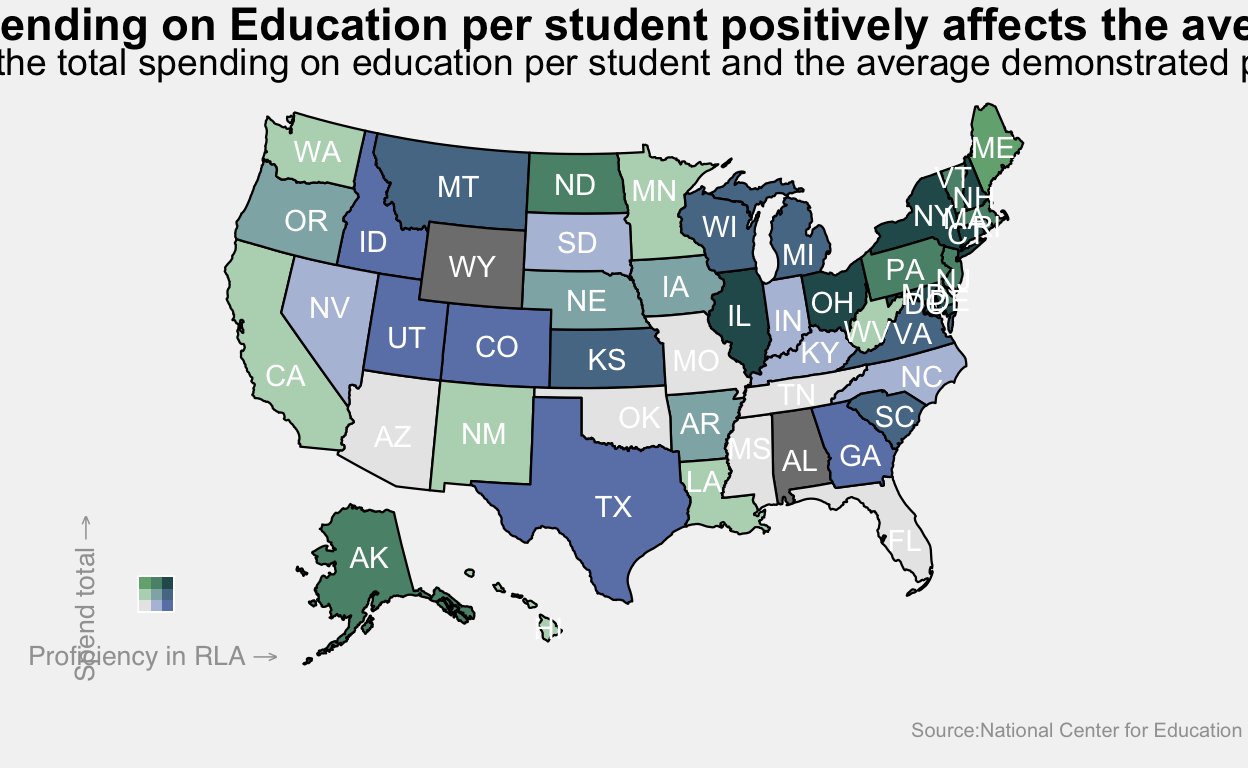 ending on Education per student positively affects the ave
the total spending on education per student and the average demonstrated p
WA
MT
ND
MN
ME
VT
NH
OR
ID
SD
WI
NY
MA
CT
RI
WY
MI
NV
NE
IA
PA
NJ
IL
IN
OH
MD
DC
DE
UT
CO
KS
MO
KY
WV
VA
CA
TN
NC
AZ
NM
OK
AR
MS
AL
GA
SC
LA
TX
FL
AK
HI
Spend total →
Proficiency in RLA →
Source:National Center for Education